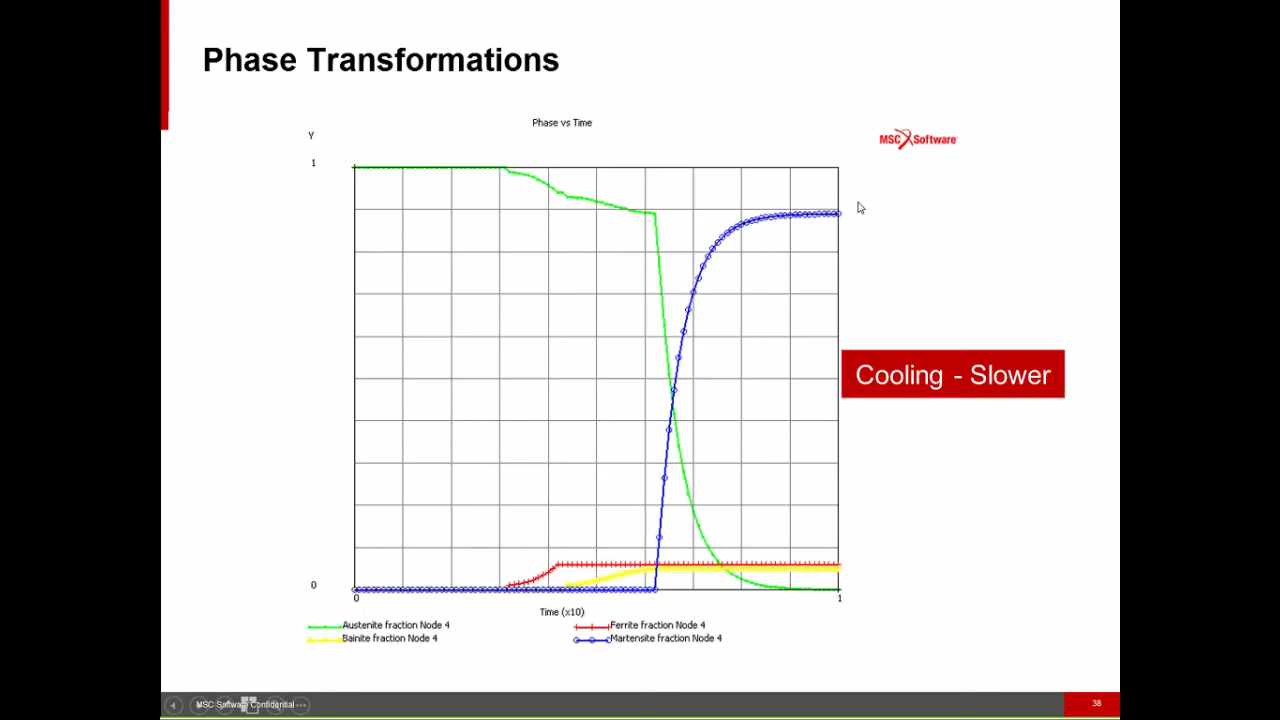 Phase Transformations
Phase vs Time
Y
MSC Software
1
Cooling - Slower
0
0
1
Time (x10)
Austenite fraction Node 4
Ferrite fraction Node 4
Bainite fraction Node 4
Martensite fraction Node 4
MSC Software Confidential
38